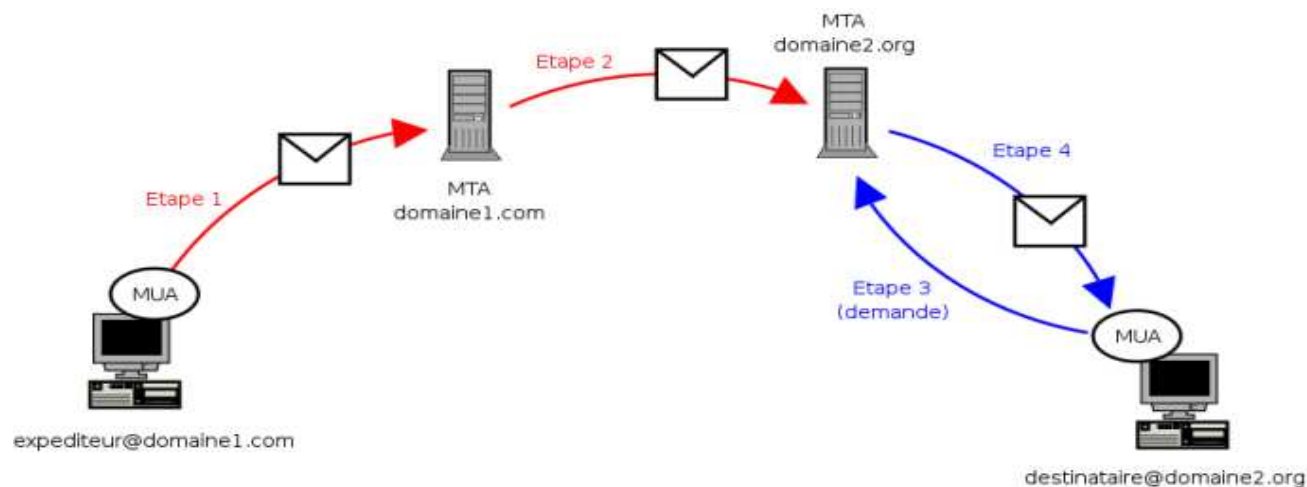 MTA
domaine2.org
Etape 2
Etape 1
MTA
domaine1.com
Etape 4
MUA
Etape 3
(demande)
MUA
expediteur@domaine1.com
destinataire@domaine2.org